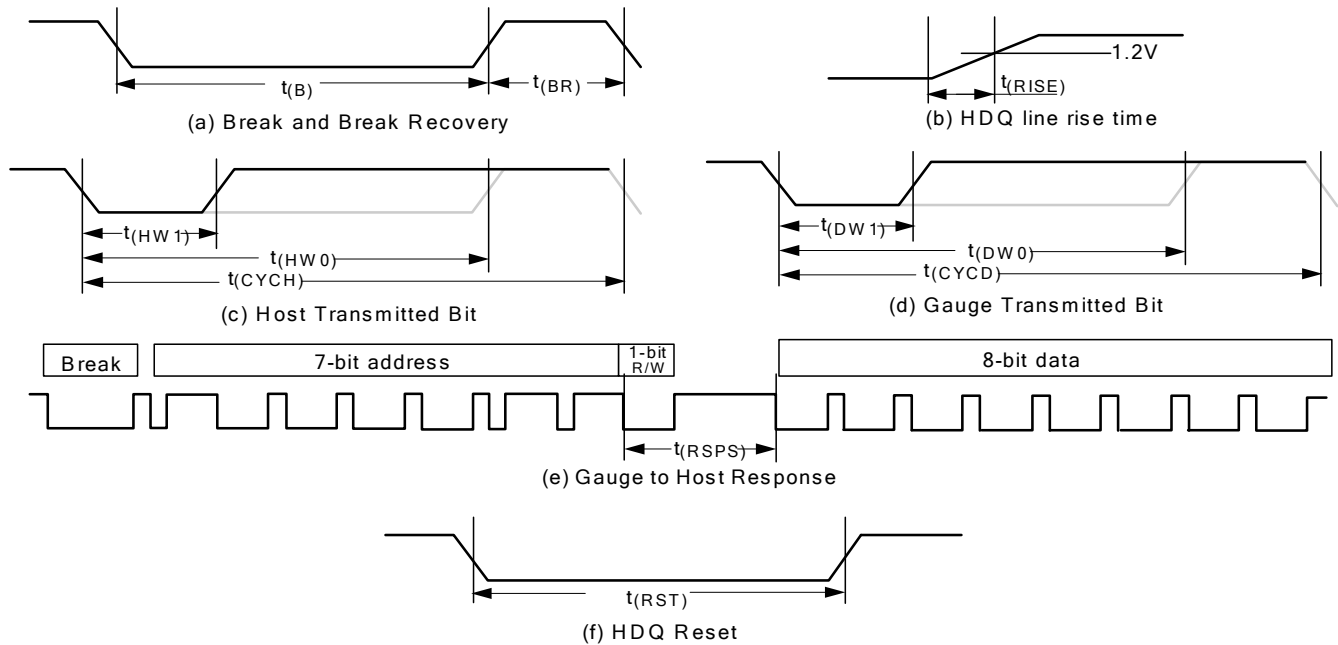 t(B)
t(BR)
(a) Break and Break Recovery
1.2V
t(RISE)
(b) HDQ line rise time
t(HW1)
t(HW0)
t(CYCH)
(c) Host Transmitted Bit
t(DW1)
t(DW0)
t(CYCD)
(d) Gauge Transmitted Bit
Break
7-bit address
1-bit
R/W
8-bit data
t(RSPS)
(e) Gauge to Host Response
t(RST)
(f) HDQ Reset